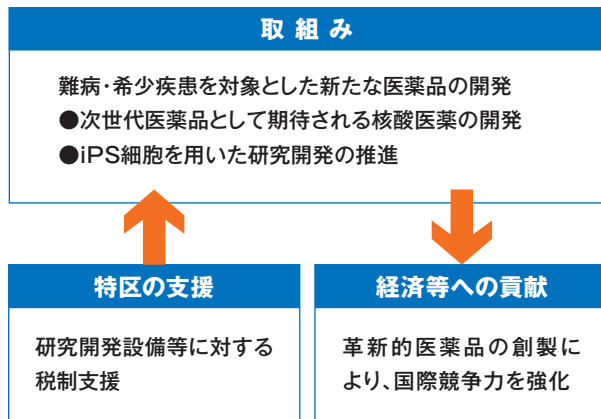 取組み
難病・希少疾患を対象とした新たな医薬品の開発
●次世代医薬品として期待される核酸医薬の開発
●iPS細胞を用いた研究開発の推進
特区の支援
研究開発設備等に対する
税制支援
経済等への貢献
革新的医薬品の創製に
より、国際競争力を強化